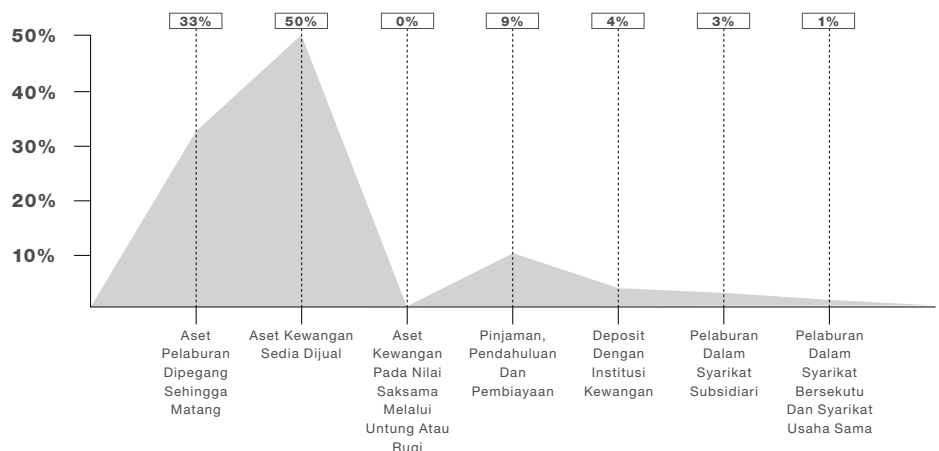 33% 50% 0% 9% 4% 3% 1%
50%
40%
30%
20%
10%
Aset
Pelaburan
Dipegang
Sehingga
Matang
Aset Kewangan
Sedia Dijual
Aset
Kewangan
Pada Nilai
Saksama
Melalui
Untung Atau
Rugi
Pinjaman,
Pendahuluan
Dan
Pembiayaan
Deposit
Dengan
Institusi
Kewangan
Pelaburan
Dalam
Syarikat
Subsidiari
Pelaburan
Dalam
Syarikat
Bersekutu
Dan Syarikat
Usaha Sama